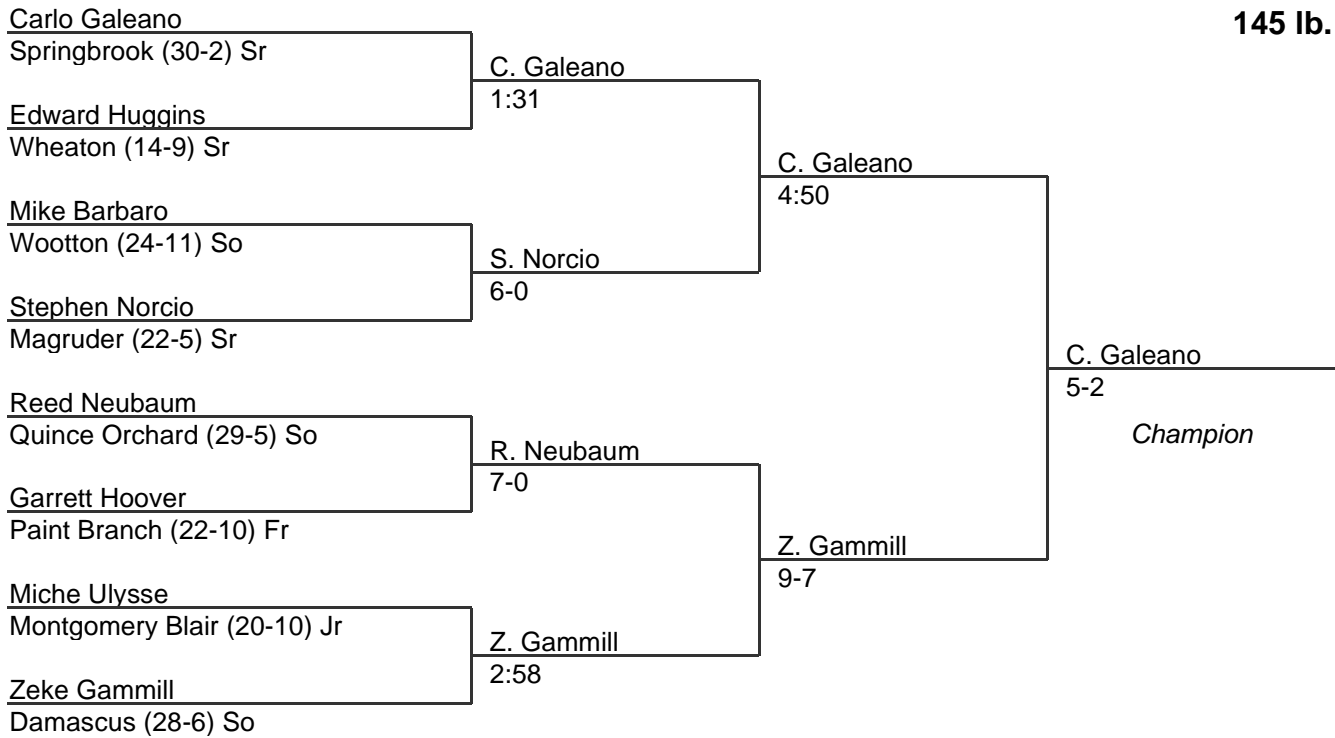 145 lb.
Carlo Galeano
Springbrook (30-2) Sr
Edward Huggins
Wheaton (14-9) Sr
Mike Barbaro
Wootton (24-11) So
Stephen Norcio
Magruder (22-5) Sr
Reed Neubaum
Quince Orchard (29-5) So
Garrett Hoover
Paint Branch (22-10) Fr
Miche Ulysse
Montgomery Blair (20-10) Jr
Zeke Gammill
Damascus (28-6) So
C. Galeano
1:31
S. Norcio
6-0
R. Neubaum
7-0
Z. Gammill
2:58
C. Galeano
4:50
Z. Gammill
9-7
C. Galeano
5-2
Champion